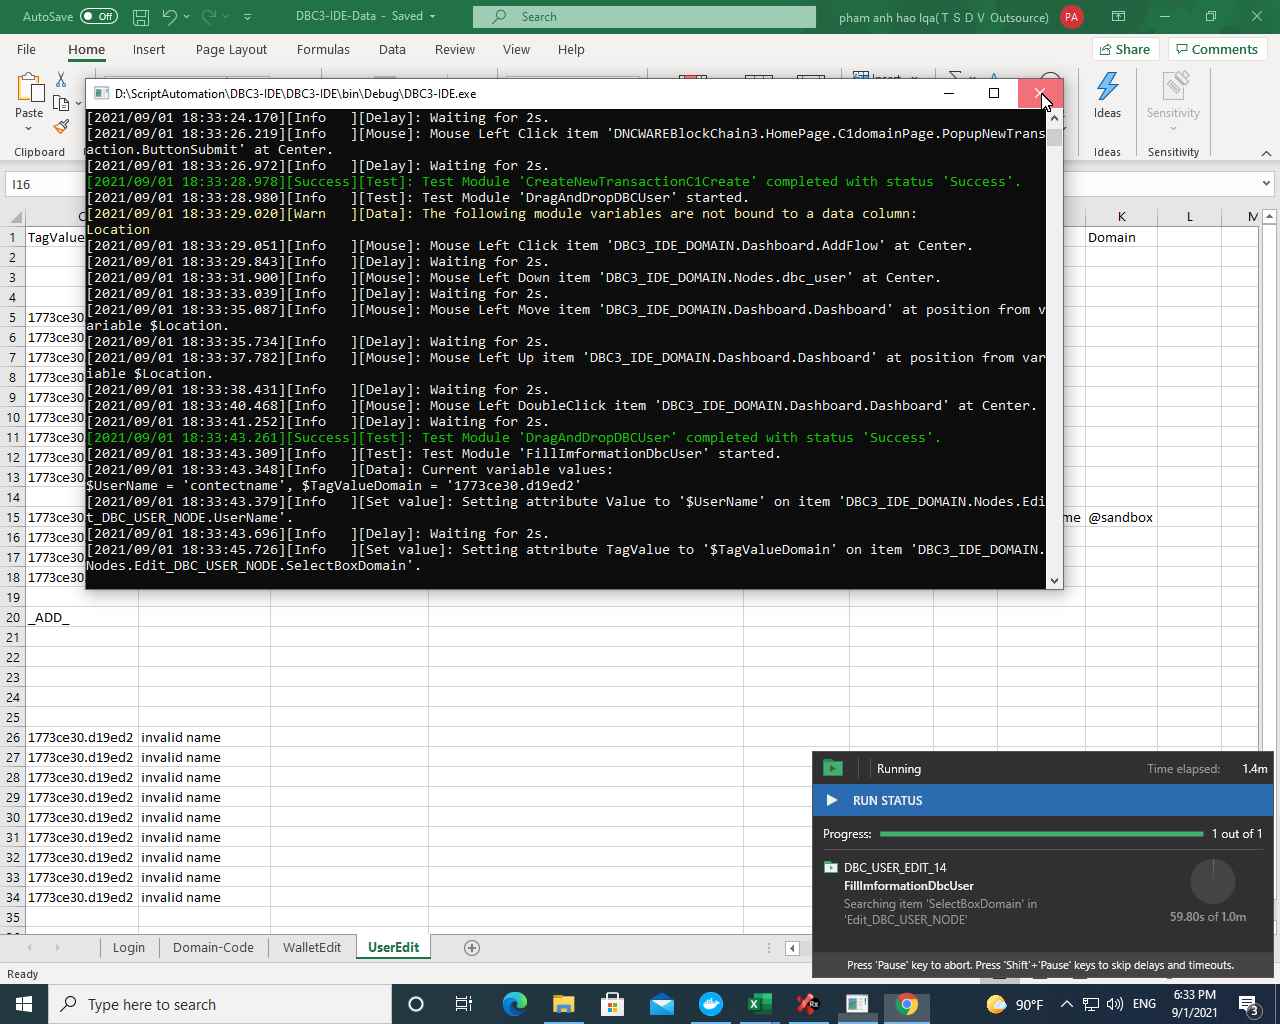 AutoSave Off DBC3-IDE-Data - Saved Search pham anh hao lqa(ＴＳＤＶ Outsource) PA
File Home Insert Page Layout Formulas Data Review View Help Share Comments
Paste
Clipboard
Insert
Ideas
Ideas
Sensitivity
Sensitivity
I16
D:\ScriptAutomation\DBC3-IDE\DBC3-IDE\bin\Debug\DBC3-IDE.exe
[2021/09/01 18:33:24.170][Info   ][Delay]: Waiting for 2s.
[2021/09/01 18:33:26.219][Info   ][Mouse]: Mouse Left Click item 'DNCWAREBlockChain3.HomePage.C1domainPage.PopupNewTrans
action.ButtonSubmit' at Center.
[2021/09/01 18:33:26.972][Info   ][Delay]: Waiting for 2s.
[2021/09/01 18:33:28.978][Success][Test]: Test Module 'CreateNewTransactionC1Create' completed with status 'Success'.
[2021/09/01 18:33:28.980][Info   ][Test]: Test Module 'DragAndDropDBCUser' started.
[2021/09/01 18:33:29.020][Warn   ][Data]: The following module variables are not bound to a data column:
Location
[2021/09/01 18:33:29.051][Info   ][Mouse]: Mouse Left Click item 'DBC3_IDE_DOMAIN.Dashboard.AddFlow' at Center.
[2021/09/01 18:33:29.843][Info   ][Delay]: Waiting for 2s.
[2021/09/01 18:33:31.900][Info   ][Mouse]: Mouse Left Down item 'DBC3_IDE_DOMAIN.Nodes.dbc_user' at Center.
[2021/09/01 18:33:33.039][Info   ][Delay]: Waiting for 2s.
[2021/09/01 18:33:35.087][Info   ][Mouse]: Mouse Left Move item 'DBC3_IDE_DOMAIN.Dashboard.Dashboard' at position from v
ariable $Location.
[2021/09/01 18:33:35.734][Info   ][Delay]: Waiting for 2s.
[2021/09/01 18:33:37.782][Info   ][Mouse]: Mouse Left Up item 'DBC3_IDE_DOMAIN.Dashboard.Dashboard' at position from var
iable $Location.
[2021/09/01 18:33:38.431][Info   ][Delay]: Waiting for 2s.
[2021/09/01 18:33:40.468][Info   ][Mouse]: Mouse Left DoubleClick item 'DBC3_IDE_DOMAIN.Dashboard.Dashboard' at Center.
[2021/09/01 18:33:41.252][Info   ][Delay]: Waiting for 2s.
[2021/09/01 18:33:43.261][Success][Test]: Test Module 'DragAndDropDBCUser' completed with status 'Success'.
[2021/09/01 18:33:43.309][Info   ][Test]: Test Module 'FillImformationDbcUser' started.
[2021/09/01 18:33:43.348][Info   ][Data]: Current variable values:
$UserName = 'contectname', $TagValueDomain = '1773ce30.d19ed2'
[2021/09/01 18:33:43.379][Info   ][Set value]: Setting attribute Value to '$UserName' on item 'DBC3_IDE_DOMAIN.Nodes.Edi
t_DBC_USER_NODE.UserName'.
[2021/09/01 18:33:43.696][Info   ][Delay]: Waiting for 2s.
[2021/09/01 18:33:45.726][Info   ][Set value]: Setting attribute TagValue to '$TagValueDomain' on item 'DBC3_IDE_DOMAIN.
Nodes.Edit_DBC_USER_NODE.SelectBoxDomain'.
K L M
1 TagValue Domain
2
3
4
5 1773ce30
6 1773ce30
7 1773ce30
8 1773ce30
9 1773ce30
10 1773ce30
11 1773ce30
12 1773ce30
13 1773ce30
14
15 1773ce30 me @sandbox
16 1773ce30
17 1773ce30
18 1773ce30
19
20 _ADD_
21
22
23
24
25
26 1773ce30.d19ed2 invalid name
27 1773ce30.d19ed2 invalid name
28 1773ce30.d19ed2 invalid name
29 1773ce30.d19ed2 invalid name
30 1773ce30.d19ed2 invalid name
31 1773ce30.d19ed2 invalid name
32 1773ce30.d19ed2 invalid name
33 1773ce30.d19ed2 invalid name
34 1773ce30.d19ed2 invalid name
35
Running Time elapsed: 1.4m
RUN STATUS
Progress: 1 out of 1
DBC_USER_EDIT_14
FillImformationDbcUser
Searching item 'SelectBoxDomain' in
'Edit_DBC_USER_NODE'
59.80s of 1.0m
Press 'Pause' key to abort. Press 'Shift'+'Pause' keys to skip delays and timeouts.
Login Domain-Code WalletEdit UserEdit
Ready
Type here to search
90°F ENG
6:33 PM
9/1/2021
3